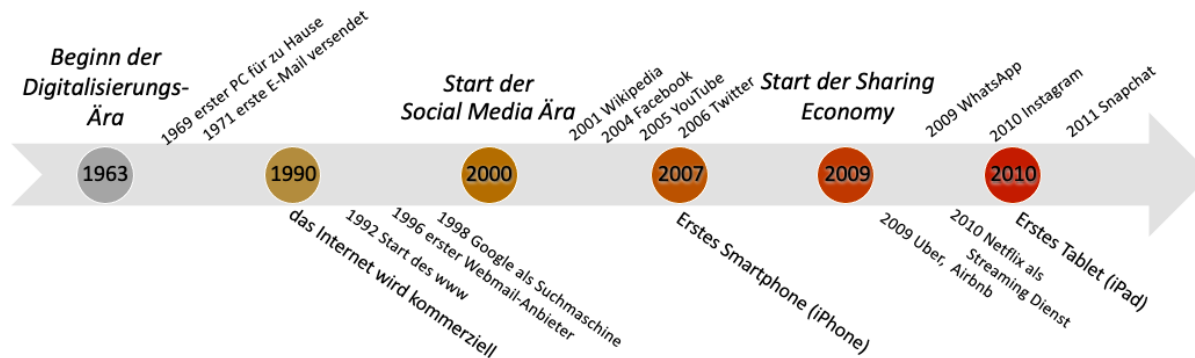 Beginn der
Digitalisierungs-
Ära
1969 erster PC für zu Hause
1971 erste E-Mail versendet
Start der
Social Media Ära
2001 Wikipedia
2004 Facebook
2005 YouTube
2006 Twitter
Start der Sharing
Economy
2009 WhatsApp
2010 Instagram
2011 Snapchat
1963
1990
2000
2007
2009
2010
das Internet wird kommerziell
1992 Start des www
1996 erster Webmail-Anbieter
1998 Google als Suchmaschine
Erstes Smartphone (iPhone)
2009 Uber, Airbnb
2010 Netflix als
Streaming Dienst
Erstes Tablet (iPad)